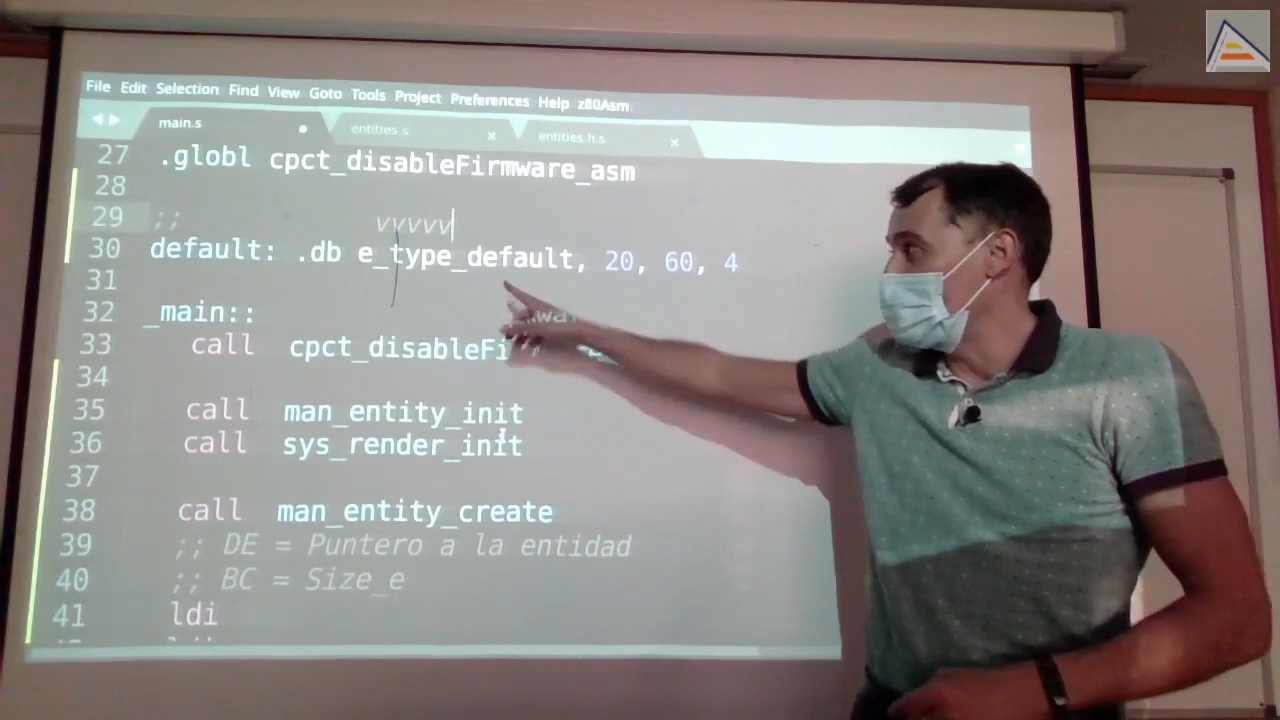 File Edit Selection Find View Goto Tools Project Preferences Help z80Asm
main.s entities.s entities.h.s
27 .globl cpct_disableFirmware_asm
28
29 ;; vvvvv
30 default: .db e_type_default, 20, 60, 4
31
32 _main::
33 call cpct_disableFi
34
35 call man_entity_init
36 call sys_render_init
37
38 call man_entity_create
39 ;; DE = Puntero a la entidad
40 ;; BC = Size_e
41 ldi